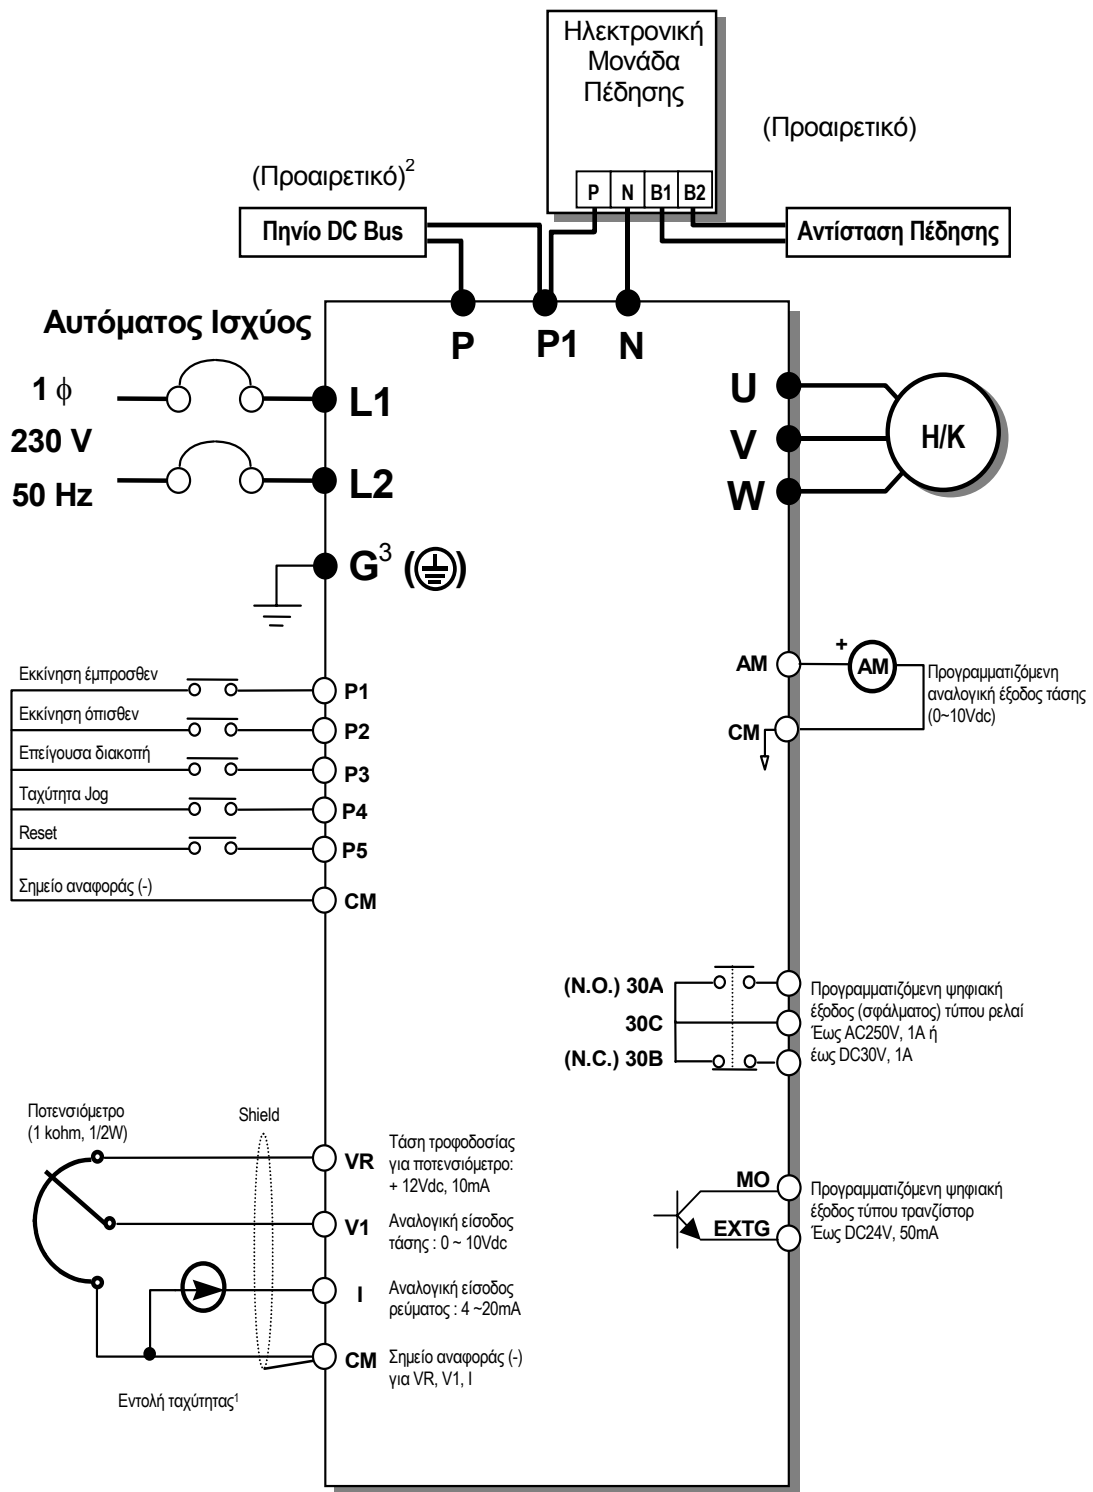 Ηλεκτρονική
Μονάδα
Πέδησης
(Προαιρετικό)
(Προαιρετικό)2
P N B1 B2
Πηνίο DC Bus
Αντίσταση Πέδησης
Αυτόματος Ισχύος
P P1 N
1 ϕ
230 V
50 Hz
L1
L2
G3
U
V
W
Η/Κ
Εκκίνηση έμπροσθεν
P1
Εκκίνηση όπισθεν
P2
Επείγουσα διακοπή
P3
Ταχύτητα Jog
P4
Reset
P5
Σημείο αναφοράς (-)
CM
AM
+
AM
CM
Προγραμματιζόμενη
αναλογική έξοδος τάσης
(0~10Vdc)
(N.O.) 30A
30C
(N.C.) 30B
Προγραμματιζόμενη ψηφιακή
έξοδος (σφάλματος) τύπου ρελαί
Έως AC250V, 1A ή
έως DC30V, 1A
Ποτενσιόμετρο
(1 kohm, 1/2W)
Shield
VR
Τάση τροφοδοσίας
για ποτενσιόμετρο:
+ 12Vdc, 10mA
V1
Αναλογική είσοδος
τάσης : 0 ~ 10Vdc
I
Αναλογική είσοδος
ρεύματος : 4 ~20mA
CM
Σημείο αναφοράς (-)
για VR, V1, I
Εντολή ταχύτητας1
MO
EXTG
Προγραμματιζόμενη ψηφιακή
έξοδος τύπου τρανζίστορ
Έως DC24V, 50mA